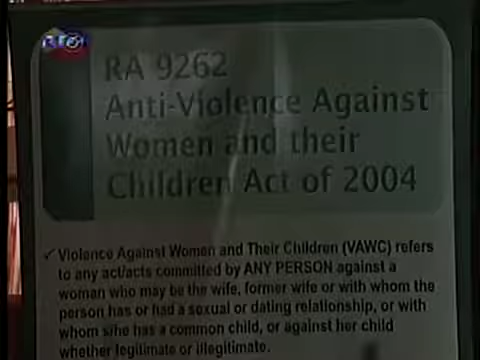 RA 9262
Anti-Violence Against
Women and their
Children Act of 2004
✓ Violence Against Women and Their Children (VAWC) refers
to any act/acts committed by ANY PERSON against a
woman who may be the wife, former wife or with whom the
person has or had a sexual or dating relationship, or with
whom s/he has a common child, or against her child
whether legitimate or illegitimate.